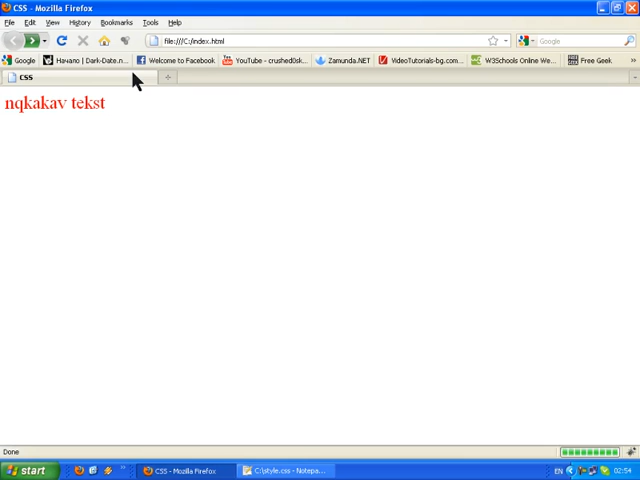 CSS - Mozilla Firefox
File Edit View History Bookmarks Tools Help
file:///C:/index.html
Google
Google
Начало | Dark-Date.n...
Welcome to Facebook
YouTube - crushed0sk...
Zamunda.NET
VideoTutorials-bg.com...
W3Schools Online We...
Free Geek
CSS
nqkakav tekst
Done
start
CSS - Mozilla Firefox
C:\style.css - Notepa...
EN
02:54